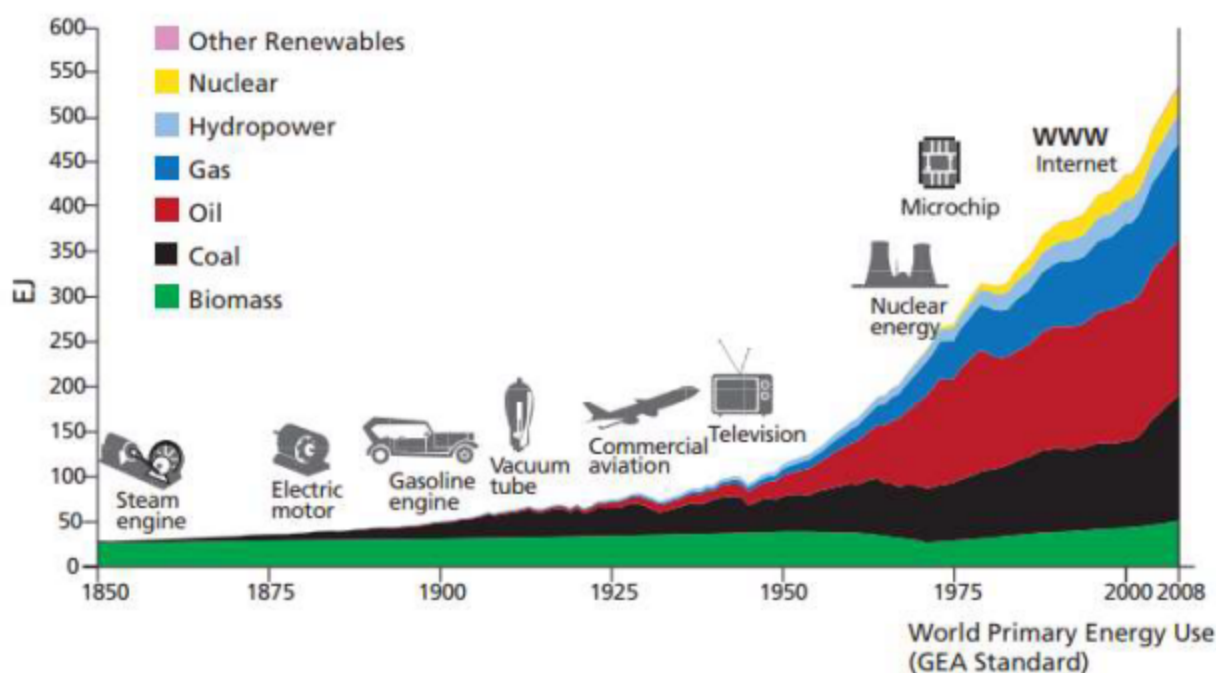 600
550
500
450
400
350
300
250
200
150
100
50
0
EJ
Other Renewables
Nuclear
Hydropower
Gas
Oil
Coal
Biomass
Steam
engine
Electric
motor
Gasoline
engine
Vacuum
tube
Commercial
aviation
Television
Nuclear
energy
Microchip
WWW
Internet
1850 1875 1900 1925 1950 1975 2000 2008
World Primary Energy Use
(GEA Standard)